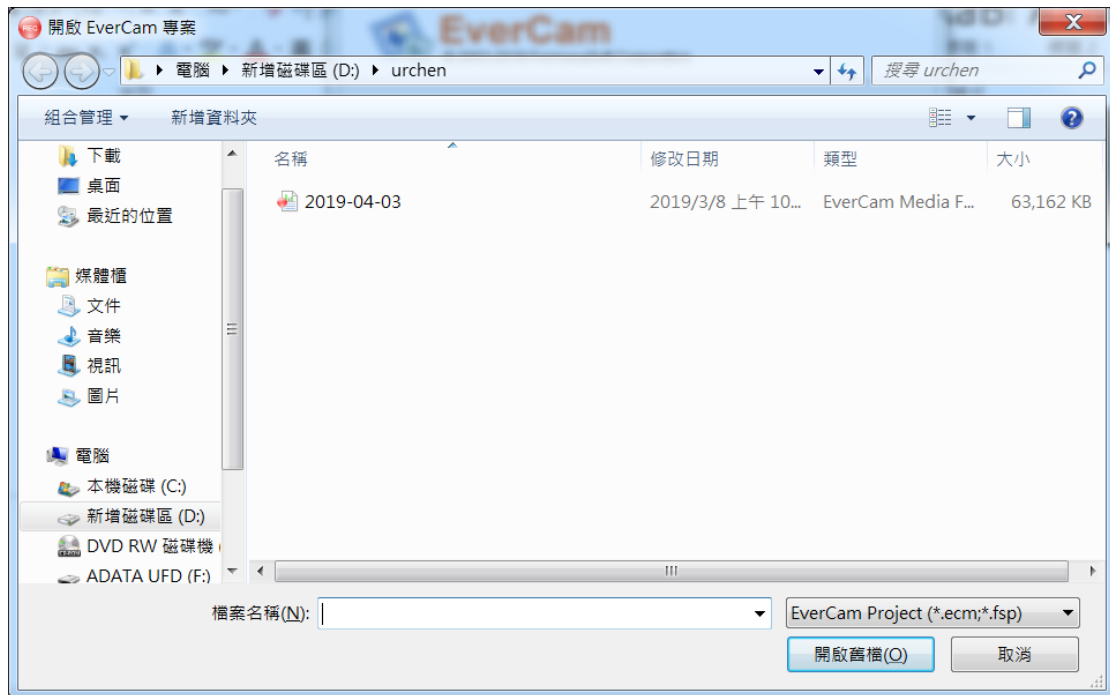 開啟 EverCam 專案
EverCam
電腦 ▸ 新增磁碟區 (D:) ▸ urchen
搜尋 urchen
組合管理 新增資料夾
名稱 修改日期 類型 大小
2019-04-03 2019/3/8 上午 10... EverCam Media F... 63,162 KB
下載
桌面
最近的位置
媒體櫃
文件
音樂
視訊
圖片
電腦
本機磁碟 (C:)
新增磁碟區 (D:)
DVD RW 磁碟機 (
ADATA UFD (F:)
檔案名稱(N):
EverCam Project (*.ecm;*.fsp)
開啟舊檔(O) 取消